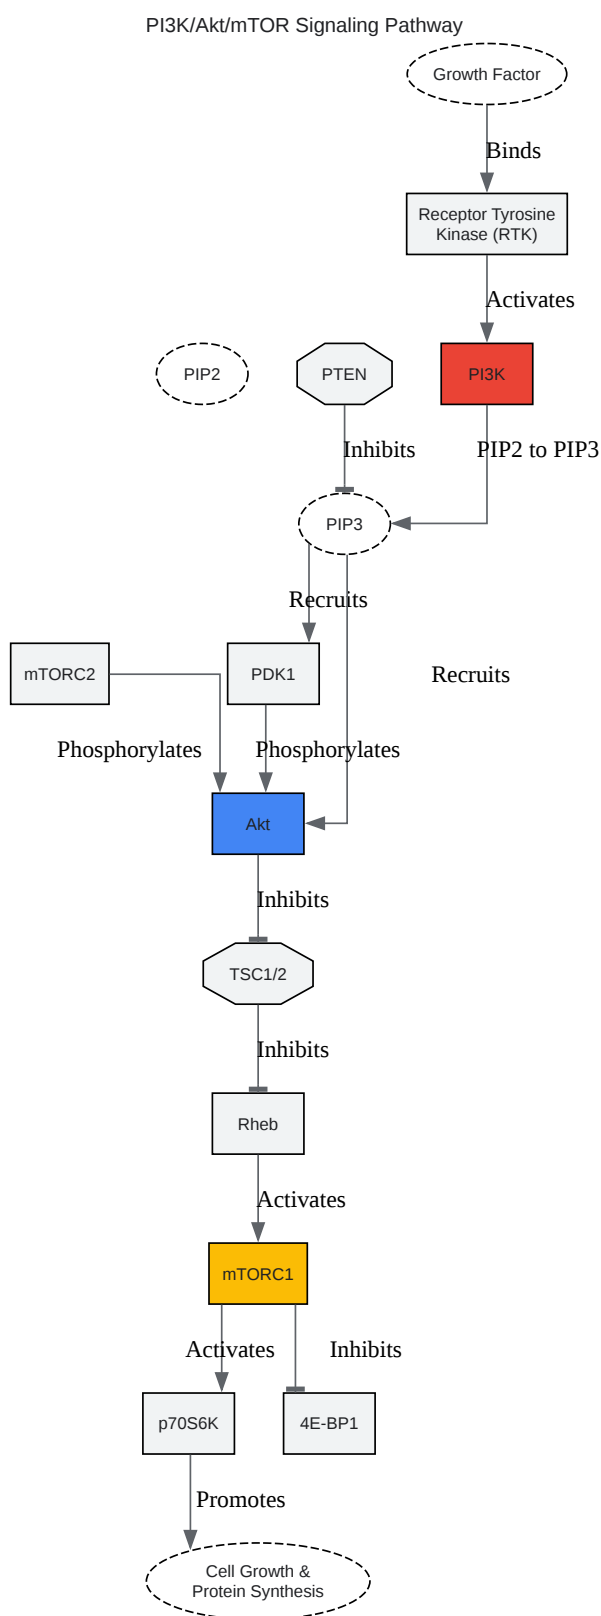 PI3K/Akt/mTOR Signaling Pathway
Growth Factor
Binds
Receptor Tyrosine
Kinase (RTK)
Activates
PIP2
PTEN
PI3K
Inhibits
PIP2 to PIP3
PIP3
Recruits
mTORC2
PDK1
Recruits
Phosphorylates
Phosphorylates
Akt
Inhibits
TSC1/2
Inhibits
Rheb
Activates
mTORC1
Activates
Inhibits
p70S6K
4E-BP1
Promotes
Cell Growth &
Protein Synthesis